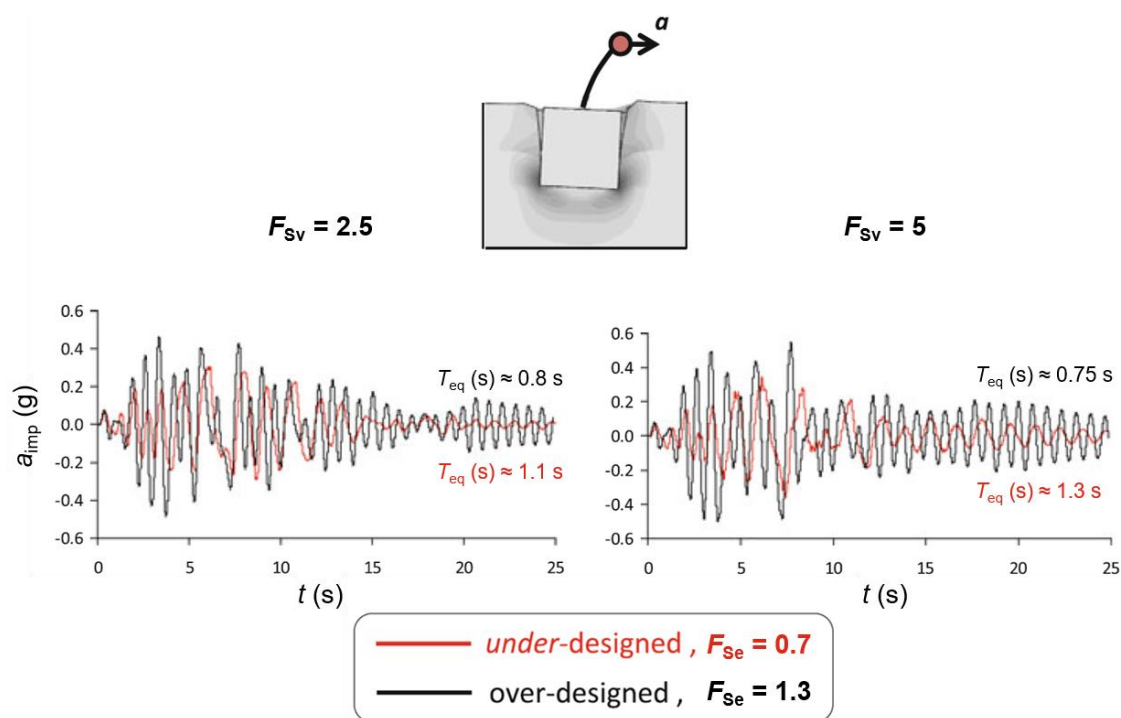 a
F_Sv = 2.5
F_Sv = 5
a_imp (g)
0.6
0.4
0.2
0.0
-0.2
-0.4
-0.6
T_eq (s) ≈ 0.8 s
T_eq (s) ≈ 1.1 s
0 5 10 15 20 25
t (s)
0.6
0.4
0.2
0.0
-0.2
-0.4
-0.6
T_eq (s) ≈ 0.75 s
T_eq (s) ≈ 1.3 s
0 5 10 15 20 25
t (s)
under-designed , F_Se = 0.7
over-designed , F_Se = 1.3